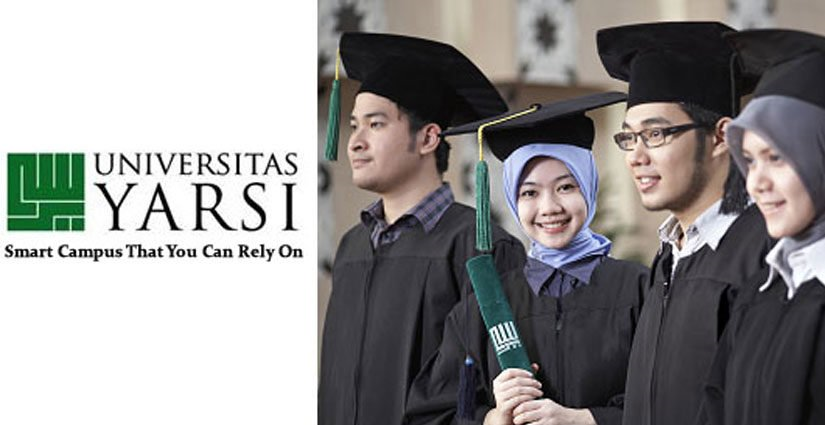 UNIVERSITAS
YARSI
Smart Campus That You Can Rely On